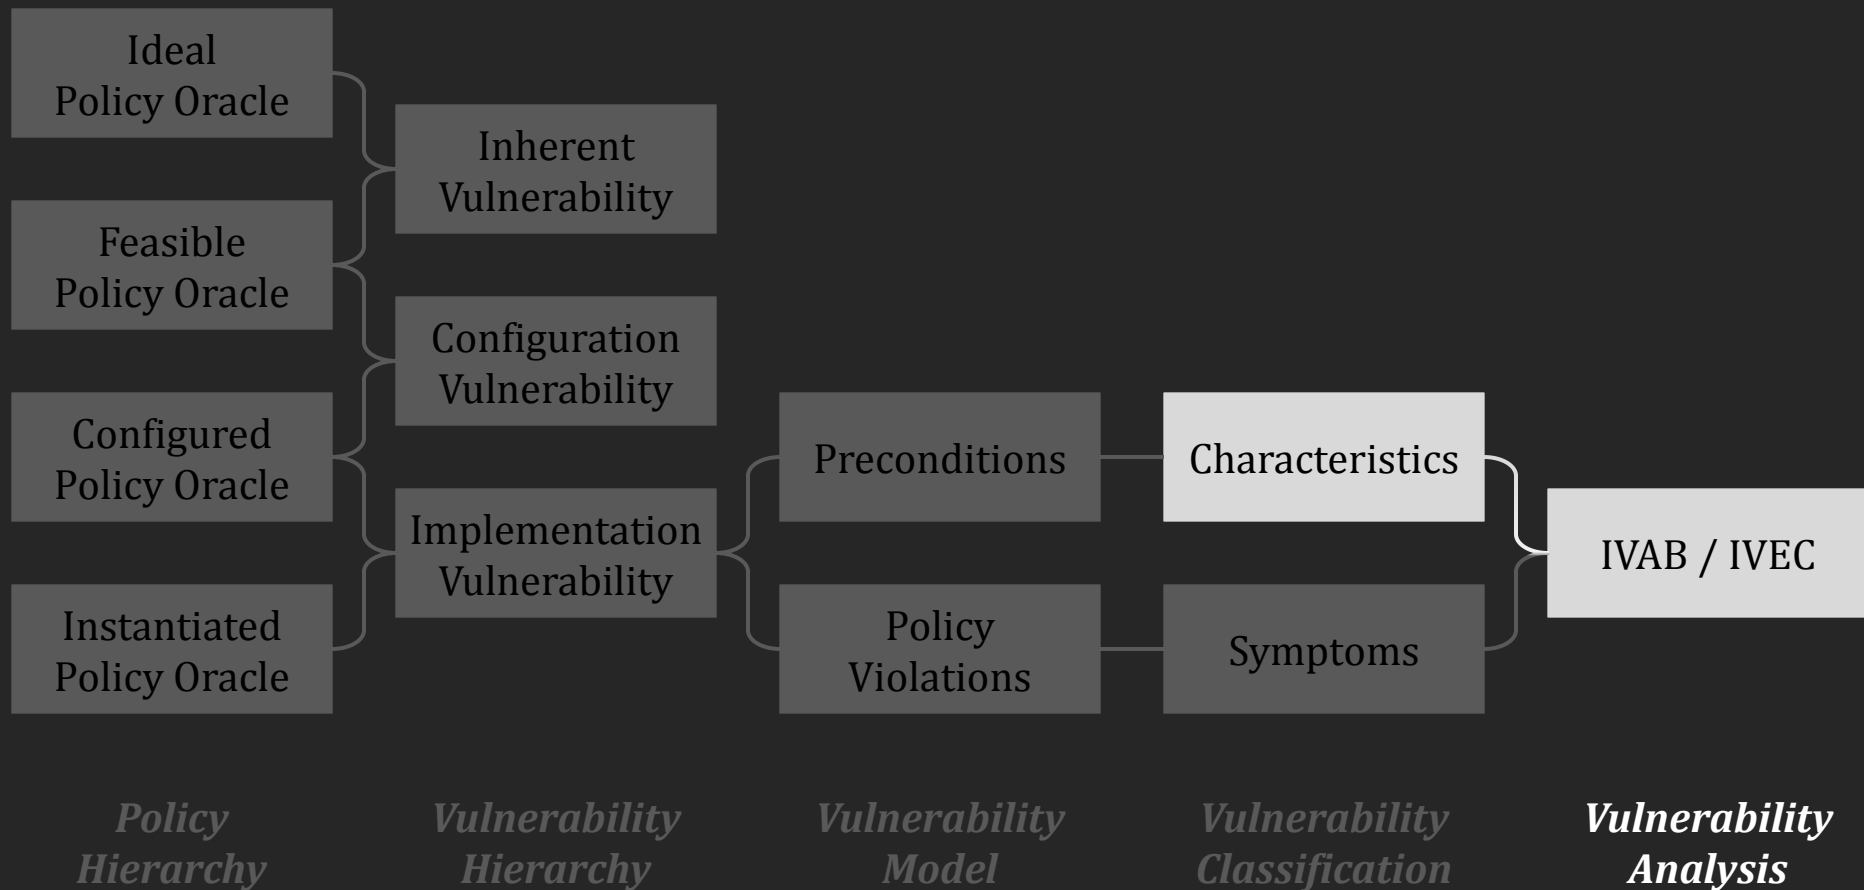 Ideal
Policy Oracle
Feasible
Policy Oracle
Configured
Policy Oracle
Instantiated
Policy Oracle
Inherent
Vulnerability
Configuration
Vulnerability
Implementation
Vulnerability
Preconditions
Policy
Violations
Characteristics
Symptoms
IVAB / IVEC
Policy
Hierarchy
Vulnerability
Hierarchy
Vulnerability
Model
Vulnerability
Classification
Vulnerability
Analysis